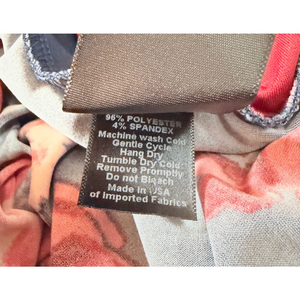 96% POLYESTER
4% SPANDEX
Machine wash Cold
Gentle Cycle
Hang Dry
Tumble Dry Cold
Remove Promptly
Do not Bleach
Made in USA
of Imported Fabrics